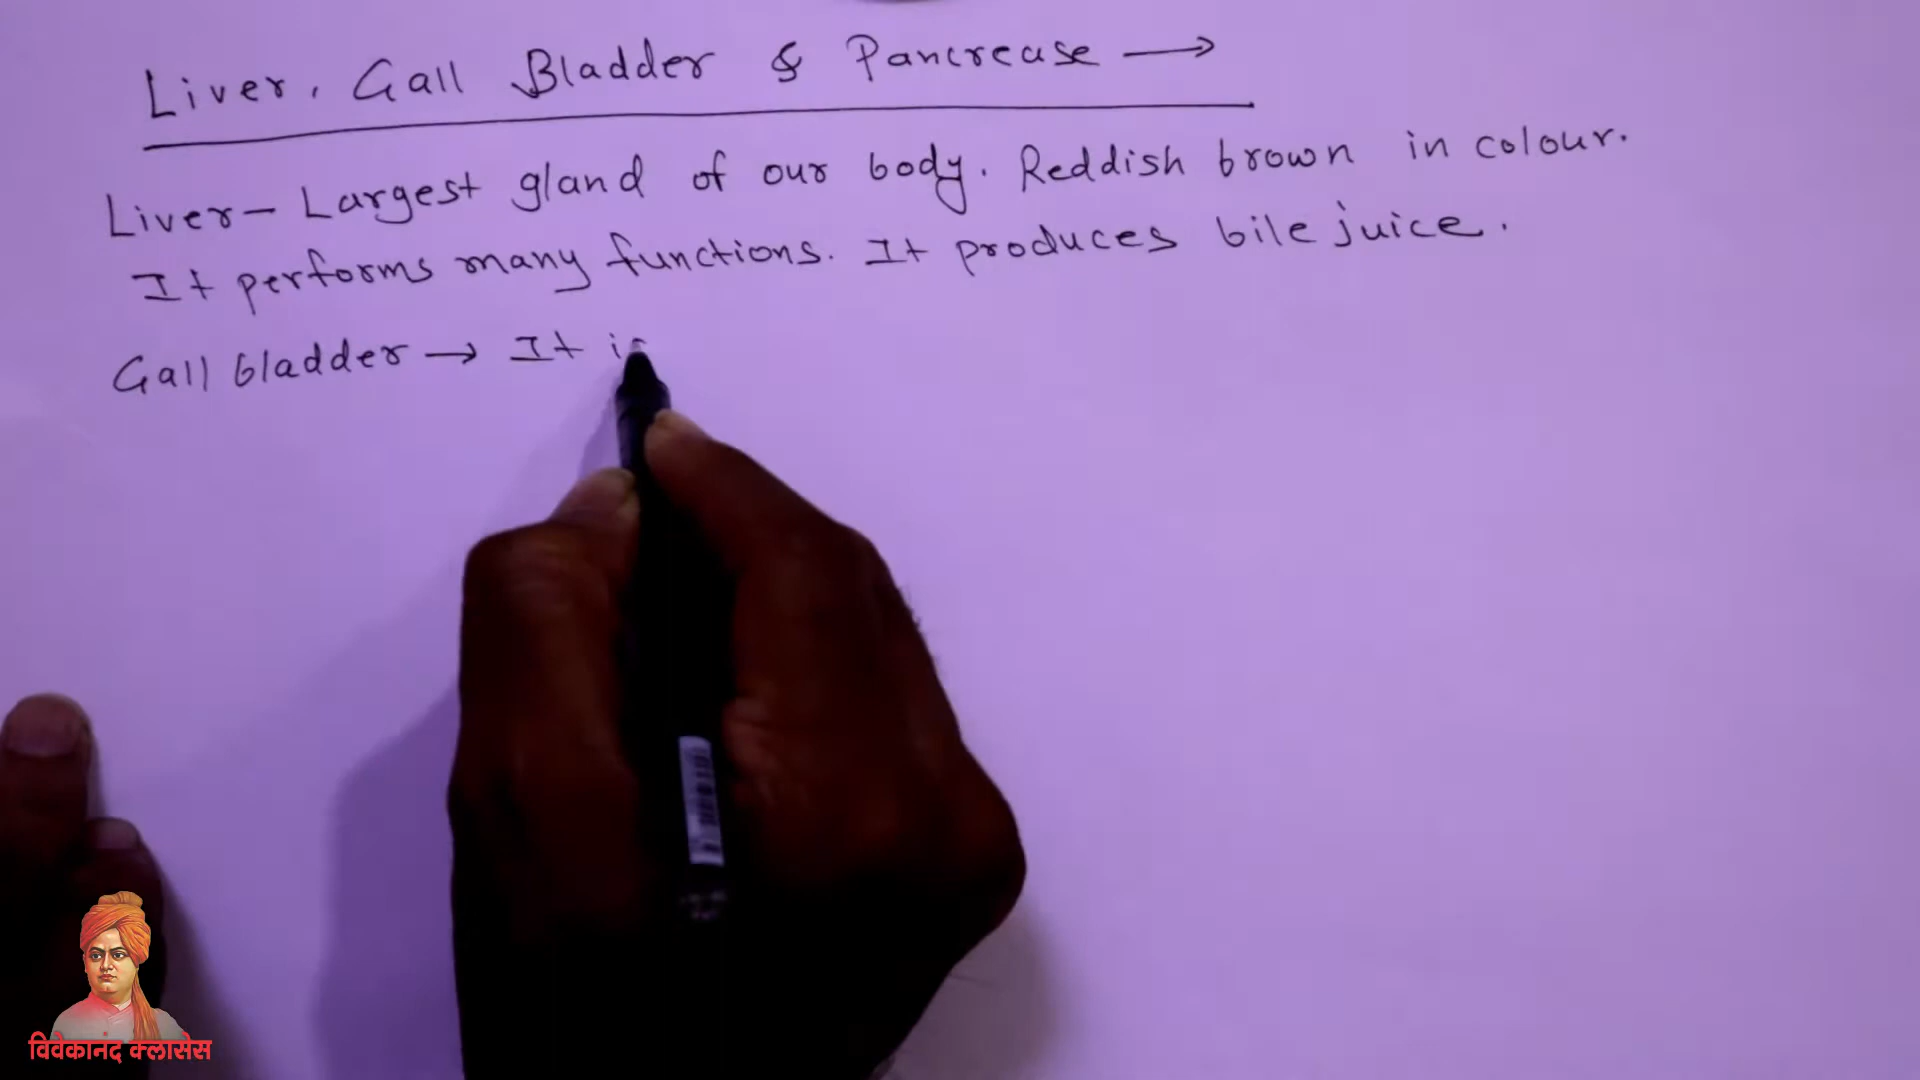 Liver, Gall Bladder & Pancrease →
Liver- Largest gland of our body. Reddish brown in colour.
It performs many functions. It produces bile juice.
Gall bladder → It is
विवेकानंद क्लासेस